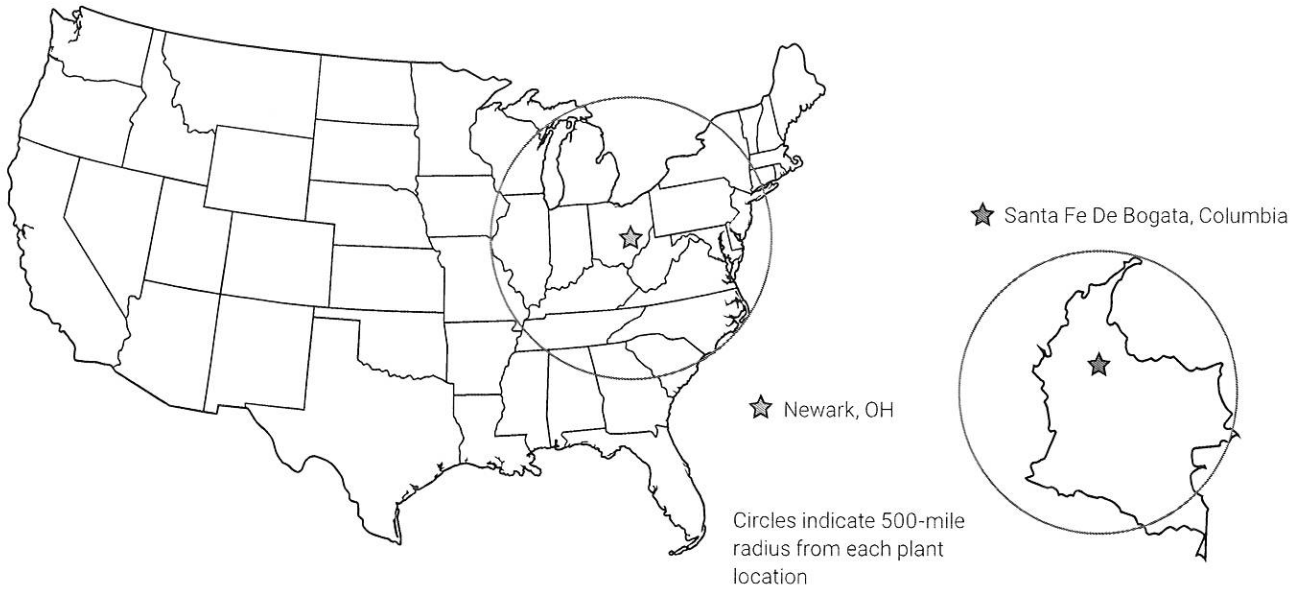 Santa Fe De Bogata, Columbia
Newark, OH
Circles indicate 500-mile
radius from each plant
location